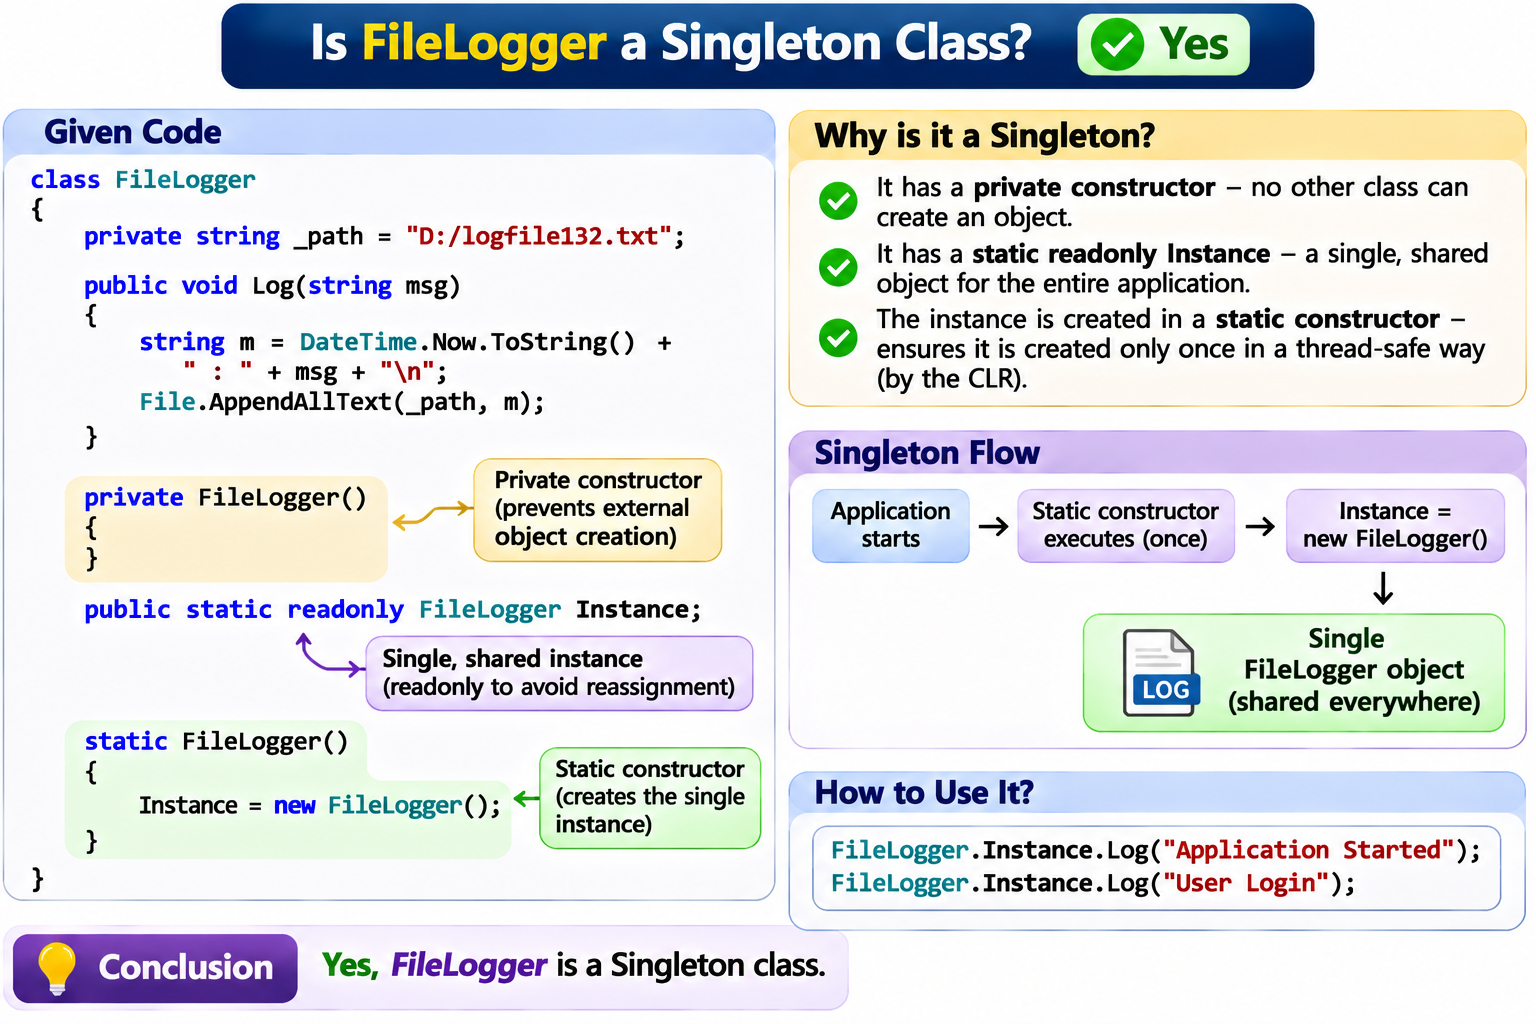 Is FileLogger a Singleton Class?
Yes
Given Code
class FileLogger
{
private string _path = "D:/logfile132.txt";
public void Log(string msg)
{
string m = DateTime.Now.ToString() +
" : " + msg + "\n";
File.AppendAllText(_path, m);
}
private FileLogger()
{
}
Private constructor
(prevents external
object creation)
public static readonly FileLogger Instance;
Single, shared instance
(readonly to avoid reassignment)
static FileLogger()
{
Instance = new FileLogger();
}
Static constructor
(creates the single
instance)
}
Why is it a Singleton?
It has a private constructor – no other class can
create an object.
It has a static readonly Instance – a single, shared
object for the entire application.
The instance is created in a static constructor –
ensures it is created only once in a thread-safe way
(by the CLR).
Singleton Flow
Application
starts
Static constructor
executes (once)
Instance =
new FileLogger()
LOG
Single
FileLogger object
(shared everywhere)
How to Use It?
FileLogger.Instance.Log("Application Started");
FileLogger.Instance.Log("User Login");
Conclusion
Yes, FileLogger is a Singleton class.